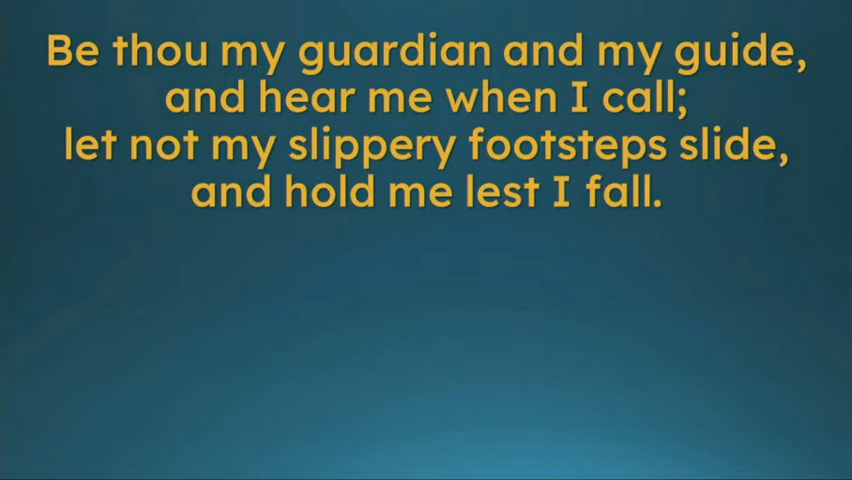 Be thou my guardian and my guide,
and hear me when I call;
let not my slippery footsteps slide,
and hold me lest I fall.